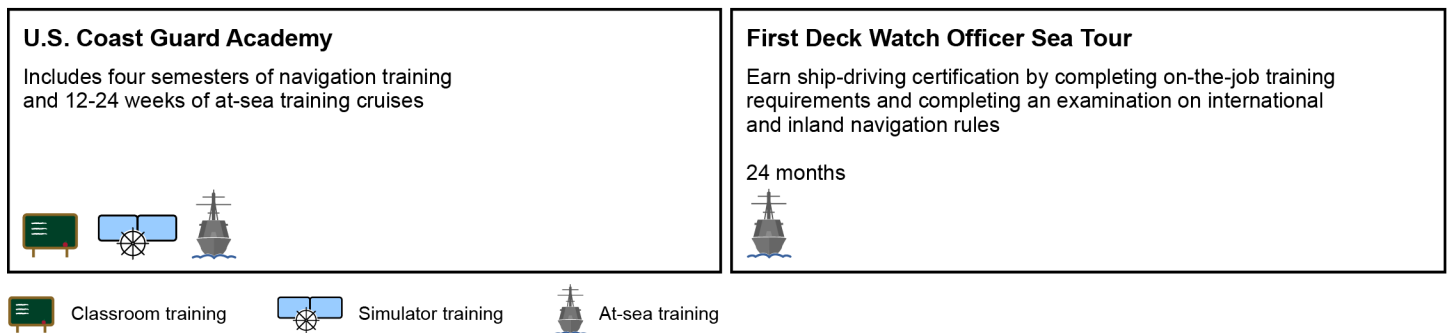 U.S. Coast Guard Academy
Includes four semesters of navigation training
and 12-24 weeks of at-sea training cruises
First Deck Watch Officer Sea Tour
Earn ship-driving certification by completing on-the-job training
requirements and completing an examination on international
and inland navigation rules
24 months
Classroom training
Simulator training
At-sea training